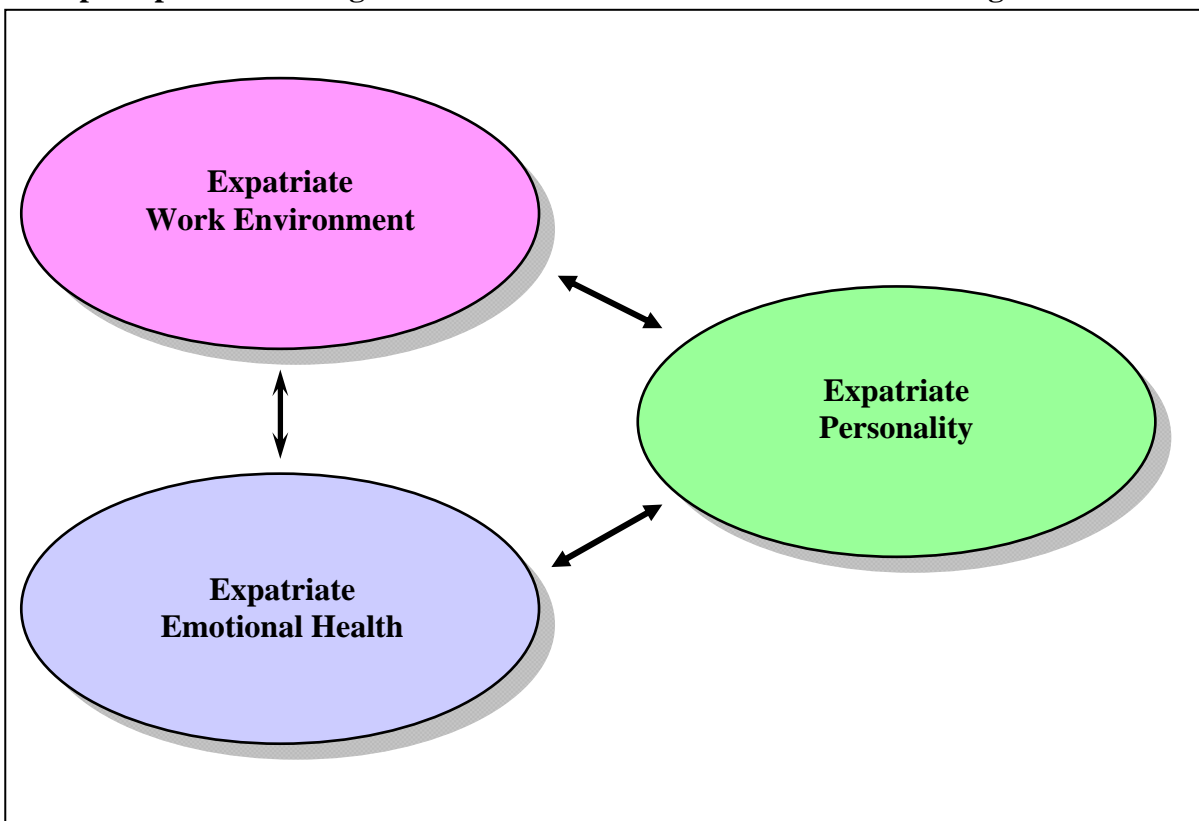 Expatriate
Work Environment
Expatriate
Personality
Expatriate
Emotional Health